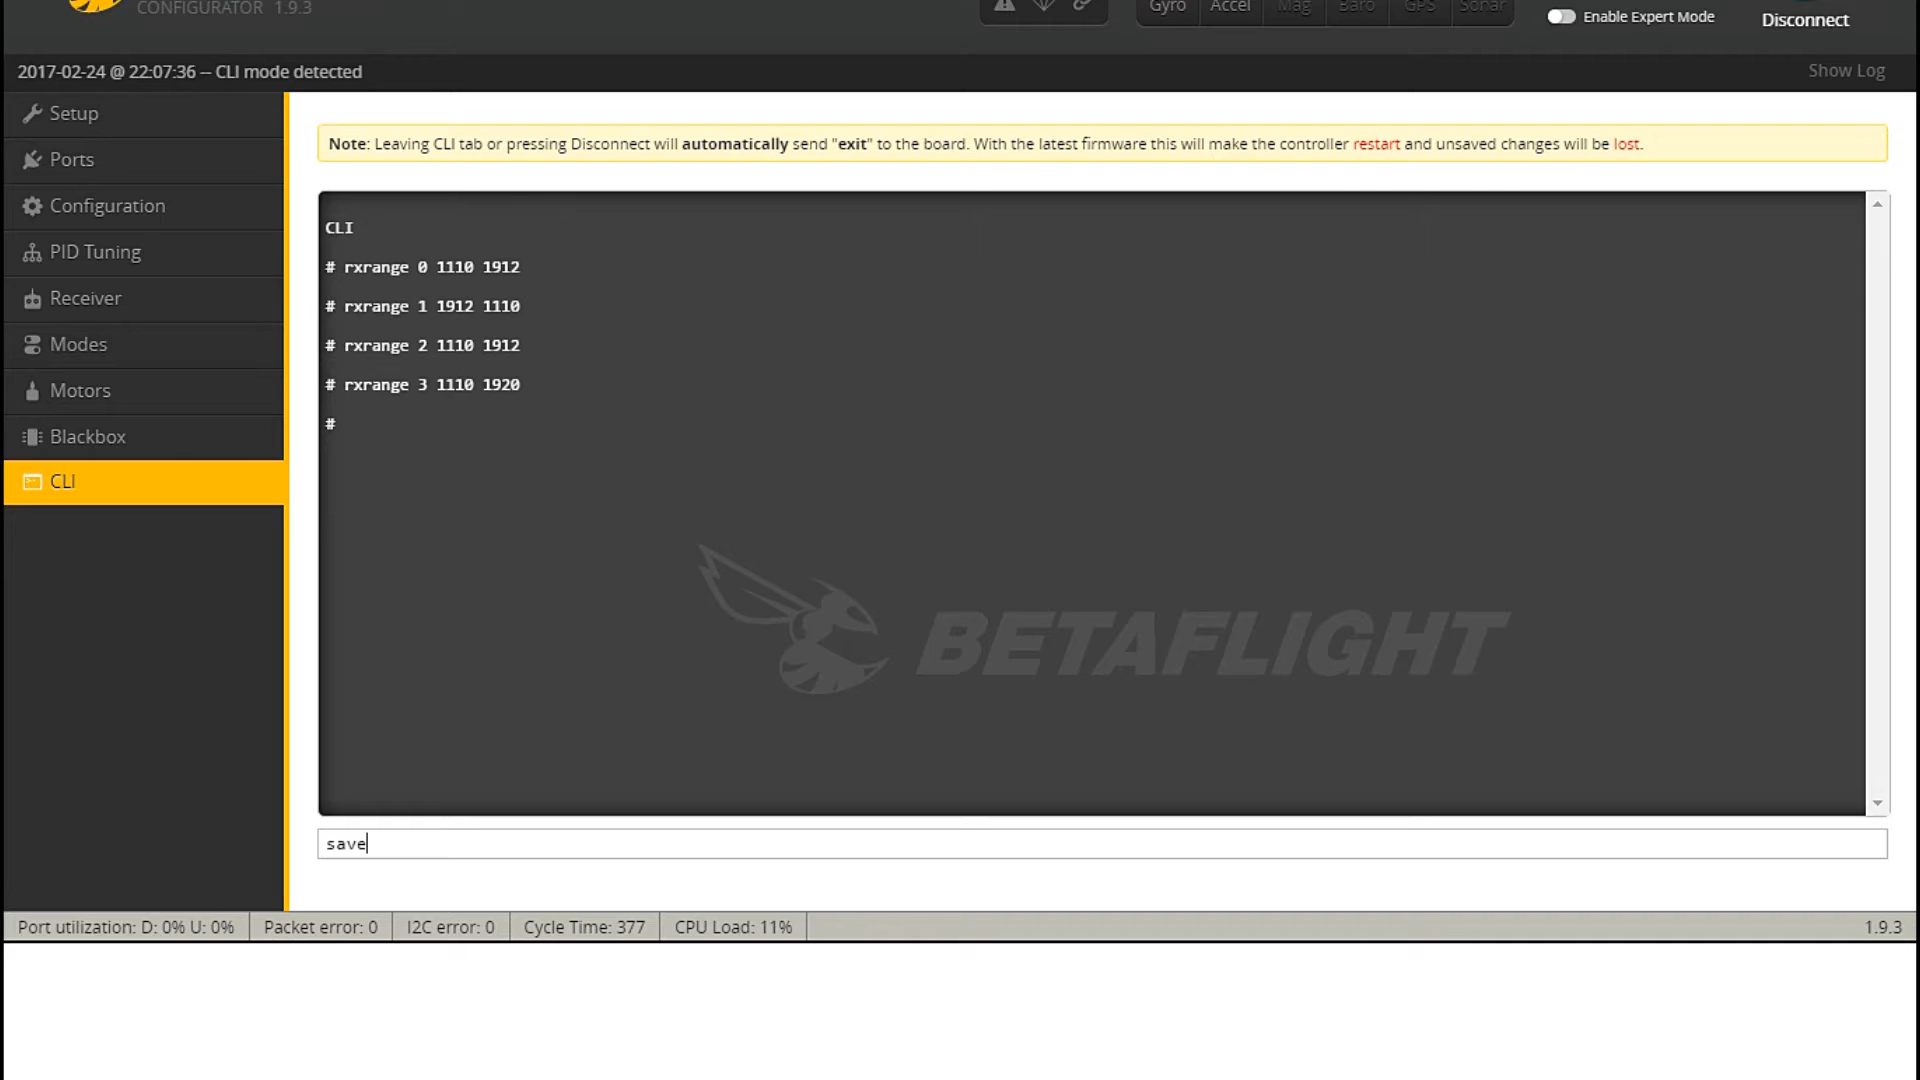 CONFIGURATOR 1.9.3
Gyro Accel Mag Baro GPS Sonar
Enable Expert Mode
Disconnect
2017-02-24 @ 22:07:36 -- CLI mode detected
Show Log
Setup
Ports
Configuration
PID Tuning
Receiver
Modes
Motors
Blackbox
CLI
Note: Leaving CLI tab or pressing Disconnect will automatically send "exit" to the board. With the latest firmware this will make the controller restart and unsaved changes will be lost.
CLI
# rxrange 0 1110 1912
# rxrange 1 1912 1110
# rxrange 2 1110 1912
# rxrange 3 1110 1920
#
BETAFLIGHT
save
Port utilization: D: 0% U: 0% Packet error: 0 I2C error: 0 Cycle Time: 377 CPU Load: 11% 1.9.3